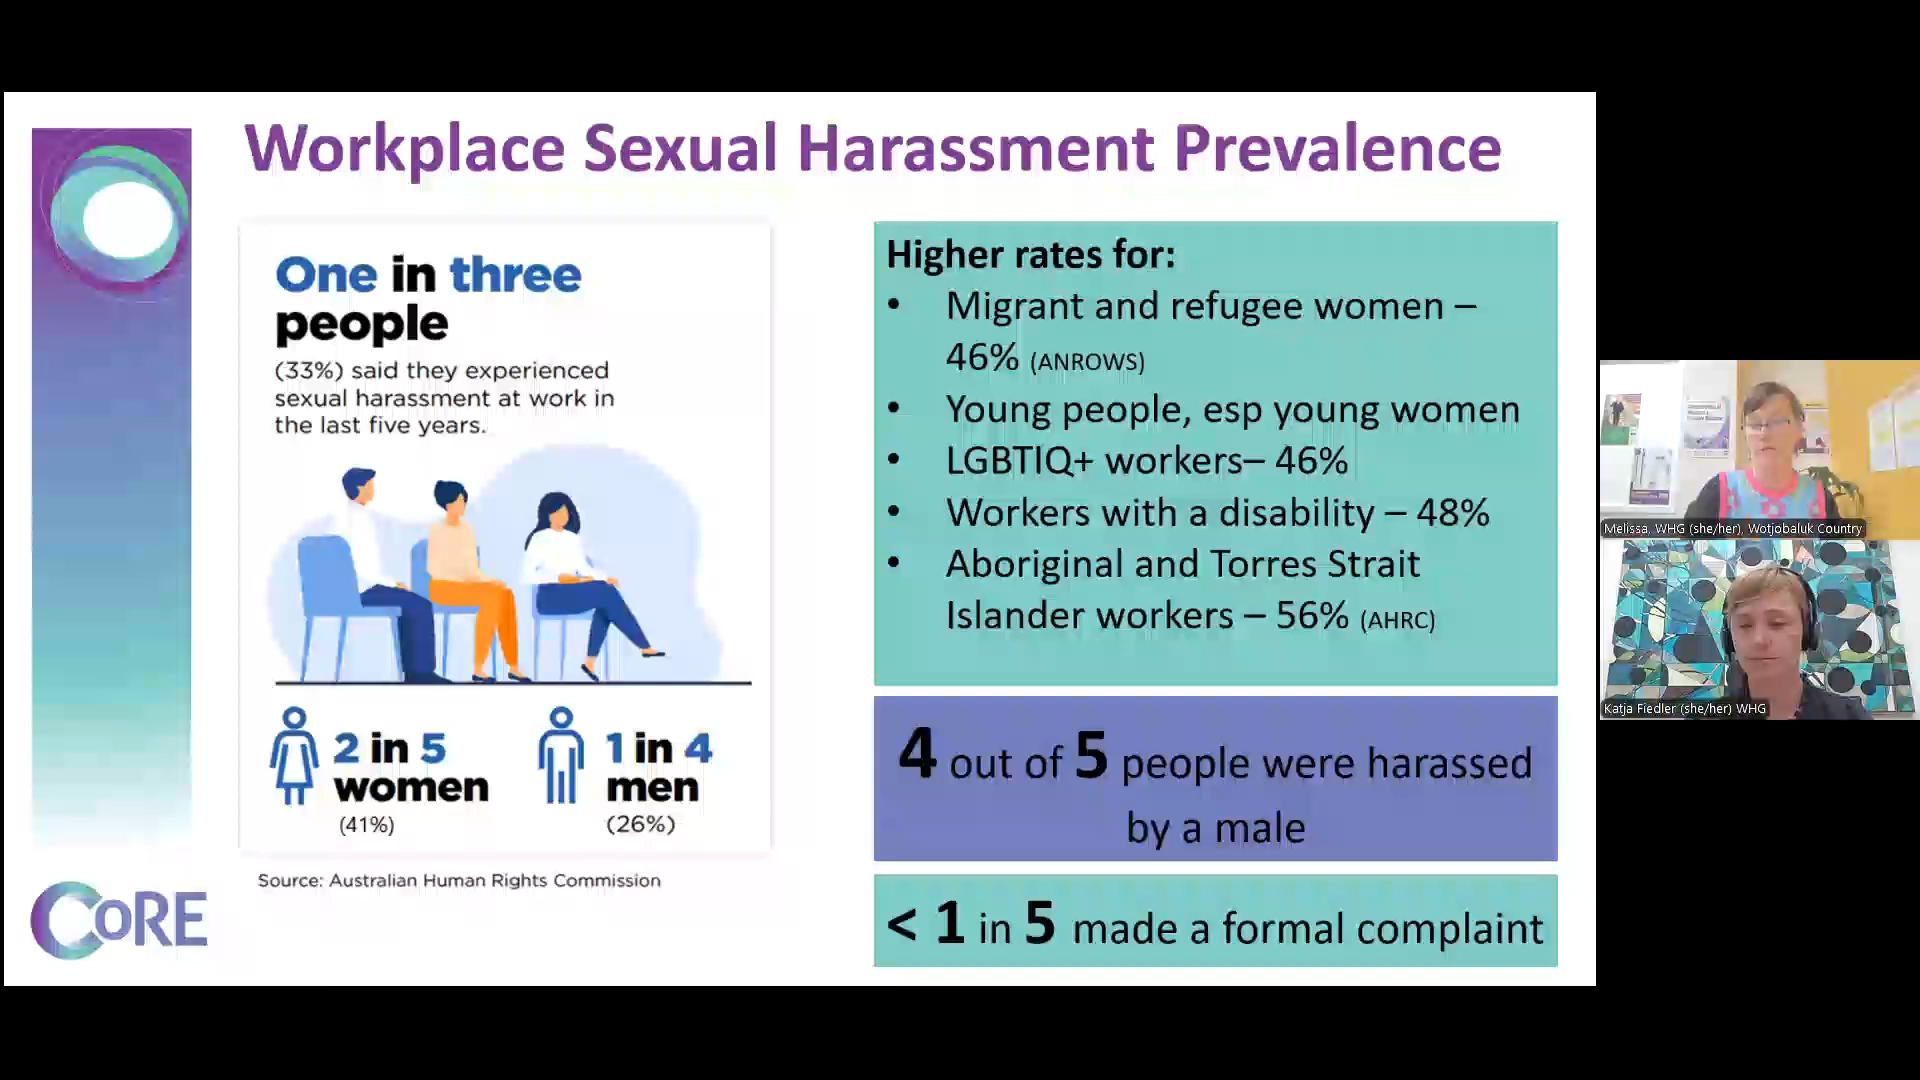 Workplace Sexual Harassment Prevalence
One in three
people
(33%) said they experienced
sexual harassment at work in
the last five years.
2 in 5
women
(41%)
1 in 4
men
(26%)
Source: Australian Human Rights Commission
CoRE
Higher rates for:
• Migrant and refugee women –
46% (ANROWS)
• Young people, esp young women
• LGBTIQ+ workers– 46%
• Workers with a disability – 48%
• Aboriginal and Torres Strait
Islander workers – 56% (AHRC)
4 out of 5 people were harassed
by a male
< 1 in 5 made a formal complaint
Melissa, WHG (she/her), Wotjobaluk Country
Katja Fiedler (she/her) WHG